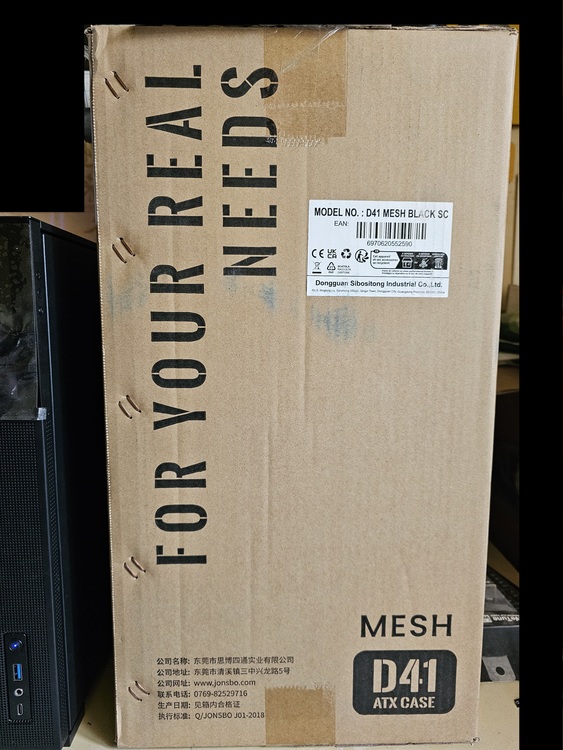 FOR YOUR REAL
NEEDS
MODEL NO. : D41 MESH BLACK SC
EAN:
6970620552590
CE UK CA
Dongguan Sibositong Industrial Co.,Ltd.
MESH
D41
ATX CASE
公司名称: 东莞市思博四通实业有限公司
公司地址: 东莞市清溪镇三中兴龙路5号
公司网址: www.jonsbo.com
联系电话: 0769-82529716
生产日期: 见箱内合格证
执行标准: Q/JONSBO J01-2018